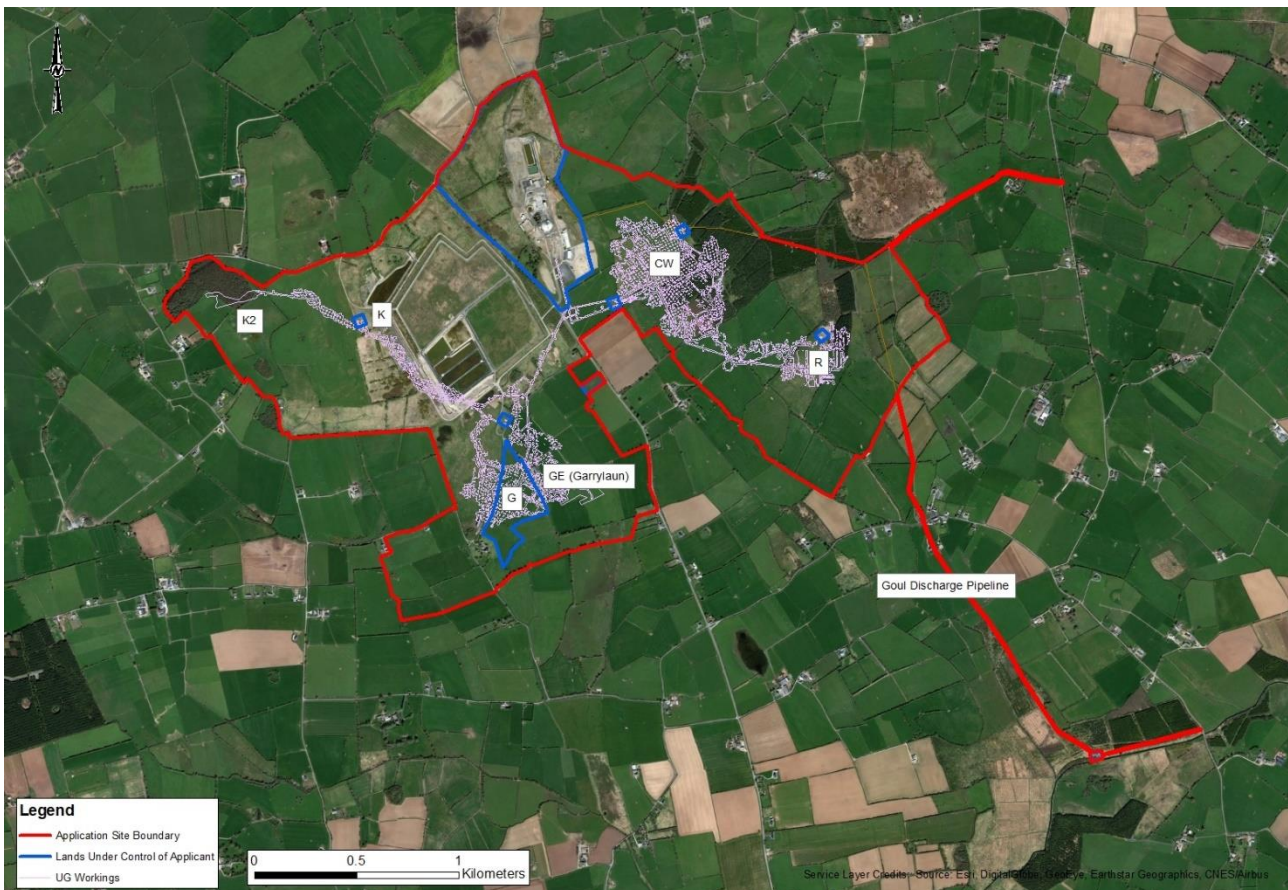 N
CW
K
K2
R
GE (Garrylaun)
G
Goul Discharge Pipeline
Legend
Application Site Boundary
Lands Under Control of Applicant
UG Workings
0 0.5 1
Kilometers
Service Layer Credits: Source: Esri, DigitalGlobe, GeoEye, Earthstar Geographics, CNES/Airbus